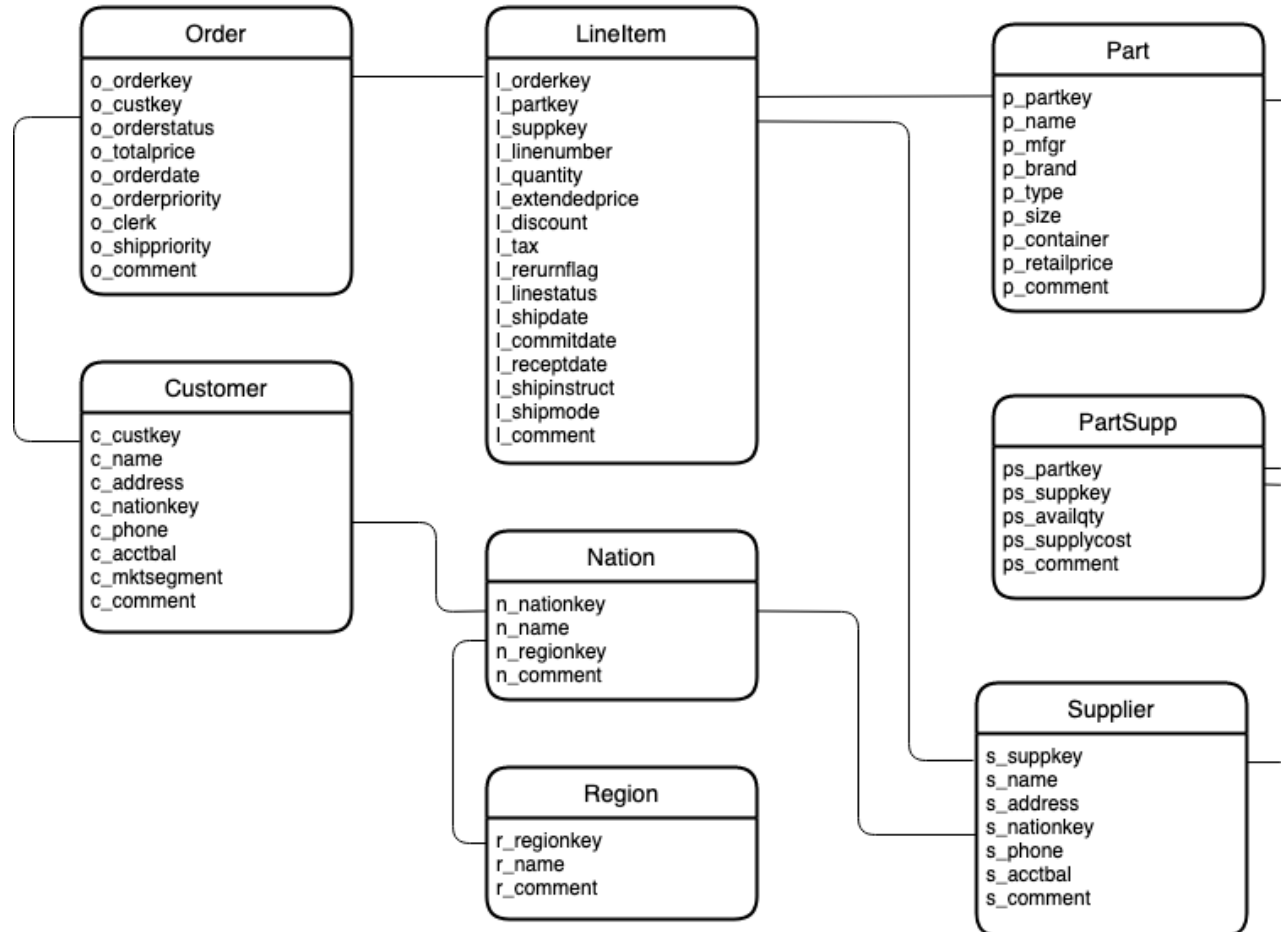 Order
o_orderkey
o_custkey
o_orderstatus
o_totalprice
o_orderdate
o_orderpriority
o_clerk
o_shippriority
o_comment
LineItem
l_orderkey
l_partkey
l_suppkey
l_linenumber
l_quantity
l_extendedprice
l_discount
l_tax
l_rerurnflag
l_linestatus
l_shipdate
l_commitdate
l_receptdate
l_shipinstruct
l_shipmode
l_comment
Part
p_partkey
p_name
p_mfgr
p_brand
p_type
p_size
p_container
p_retailprice
p_comment
Customer
c_custkey
c_name
c_address
c_nationkey
c_phone
c_acctbal
c_mktsegment
c_comment
Nation
n_nationkey
n_name
n_regionkey
n_comment
PartSupp
ps_partkey
ps_suppkey
ps_availqty
ps_supplycost
ps_comment
Region
r_regionkey
r_name
r_comment
Supplier
s_suppkey
s_name
s_address
s_nationkey
s_phone
s_acctbal
s_comment